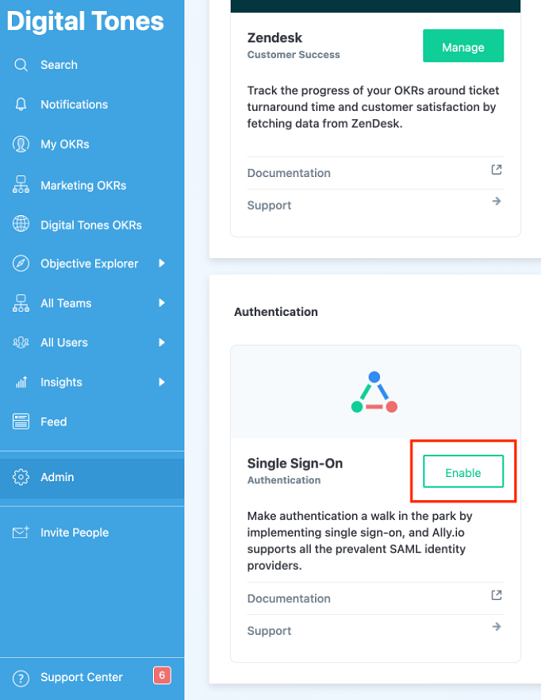 Digital Tones
Search
Notifications
My OKRs
Marketing OKRs
Digital Tones OKRs
Objective Explorer
All Teams
All Users
Insights
Feed
Admin
Invite People
Support Center
6
Zendesk
Customer Success
Manage
Track the progress of your OKRs around ticket
turnaround time and customer satisfaction by
fetching data from ZenDesk.
Documentation
Support
Authentication
Single Sign-On
Authentication
Enable
Make authentication a walk in the park by
implementing single sign-on, and Ally.io
supports all the prevalent SAML identity
providers.
Documentation
Support